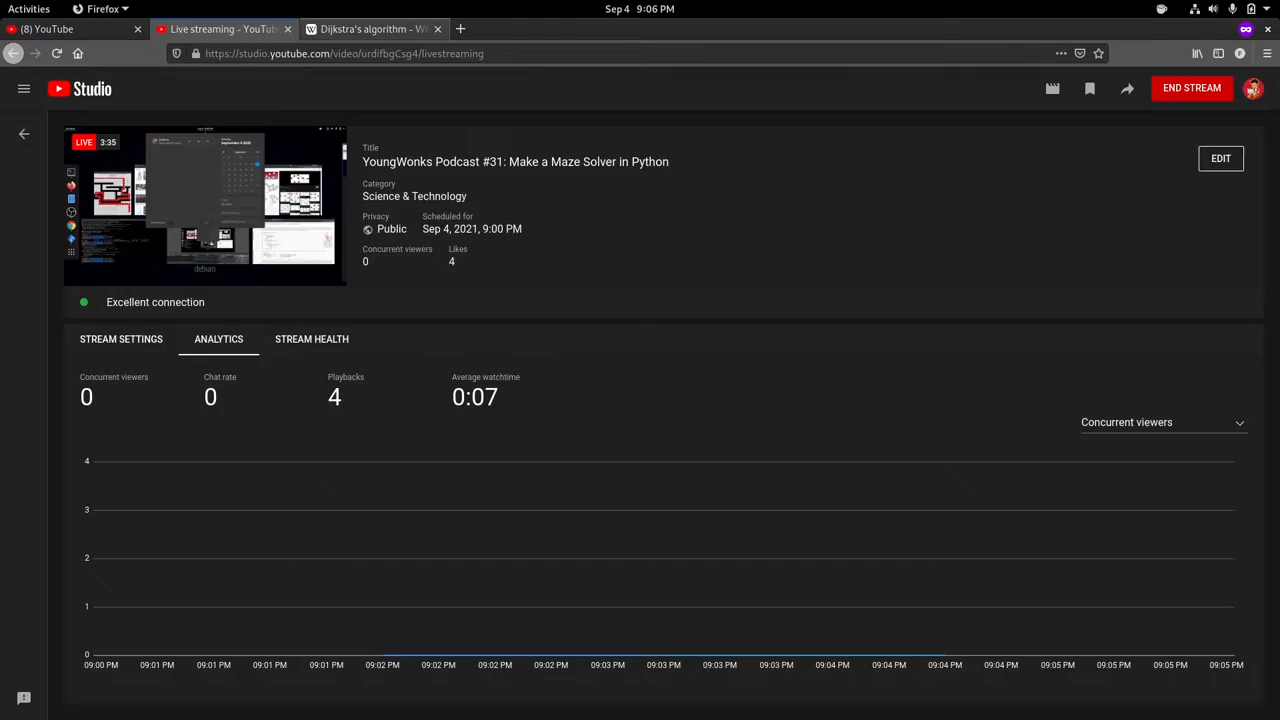 Activities
Firefox
Sep 4 9:06 PM
(8) YouTube
Live streaming - YouTub
Dijkstra's algorithm - Wi
https://studio.youtube.com/video/urdifbgCsg4/livestreaming
Studio
END STREAM
LIVE 3:35
debian
Title
YoungWonks Podcast #31: Make a Maze Solver in Python
EDIT
Category
Science & Technology
Privacy
Scheduled for
Public
Sep 4, 2021, 9:00 PM
Concurrent viewers
Likes
0
4
Excellent connection
STREAM SETTINGS
ANALYTICS
STREAM HEALTH
Concurrent viewers
Chat rate
Playbacks
Average watchtime
0
0
4
0:07
Concurrent viewers
4
3
2
1
0
09:00 PM 09:01 PM 09:01 PM 09:01 PM 09:01 PM 09:02 PM 09:02 PM 09:02 PM 09:02 PM 09:03 PM 09:03 PM 09:03 PM 09:03 PM 09:04 PM 09:04 PM 09:04 PM 09:04 PM 09:05 PM 09:05 PM 09:05 PM 09:05 PM